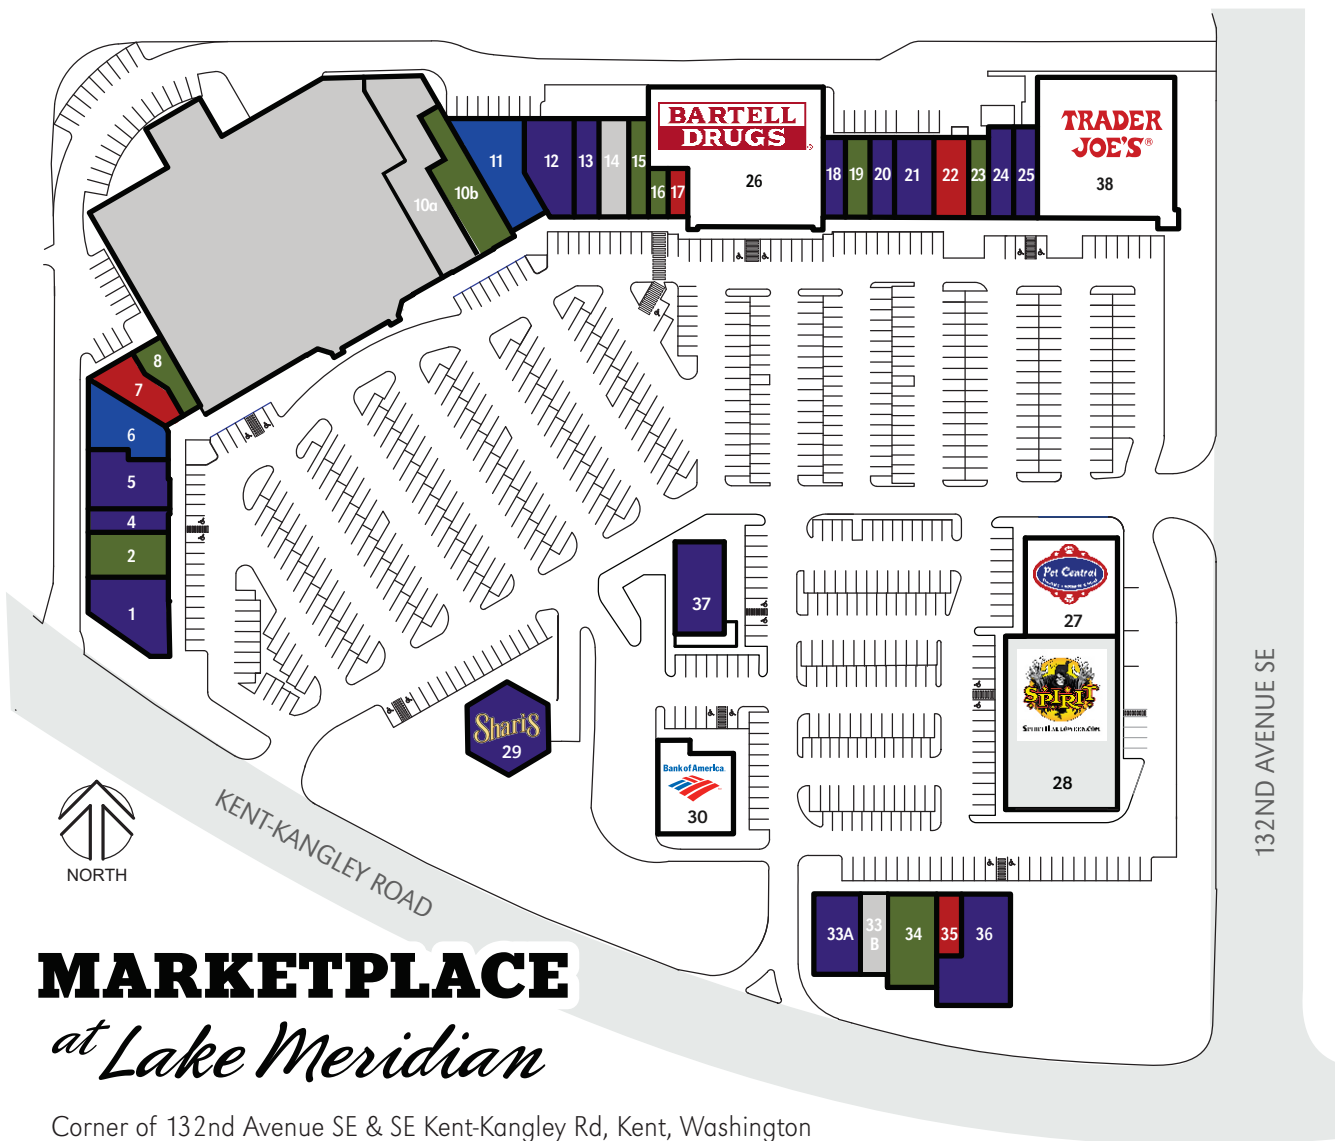 BARTELL
DRUGS
26
TRADER
JOE'S®
38
11
12
13
14
15
16
17
18
19
20
21
22
23
24
25
10a
10b
8
7
6
5
4
2
1
37
Pet Central
27
SPIRIT
SPIRITHALLOWEEN.COM
28
Shari's
29
Bank of America
30
33A
33
B
34
35
36
132ND AVENUE SE
KENT-KANGLEY ROAD
NORTH
MARKETPLACE
at Lake Meridian
Corner of 132nd Avenue SE & SE Kent-Kangley Rd, Kent, Washington